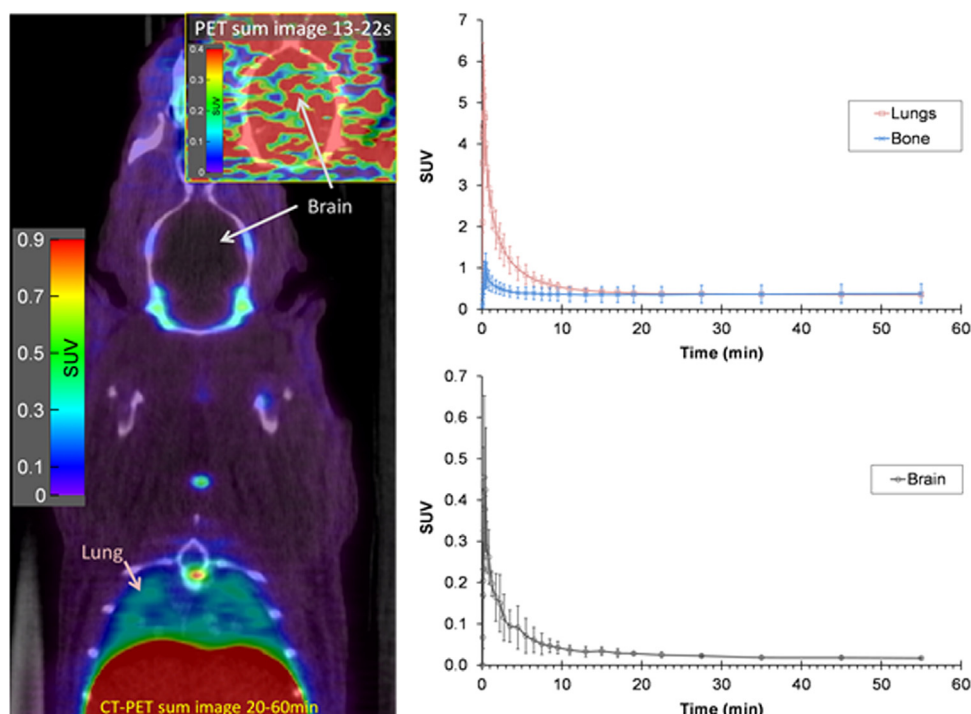 PET sum image 13-22s
0.4
0.3
0.2
0.1
0
SUV
Brain
0.9
0.7
0.5
0.3
0.1
0
SUV
Lung
CT-PET sum image 20-60min
7
6
5
4
3
2
1
0
SUV
Lungs
Bone
0 10 20 30 40 50 60
Time (min)
0.7
0.6
0.5
0.4
0.3
0.2
0.1
0.0
SUV
Brain
0 10 20 30 40 50 60
Time (min)